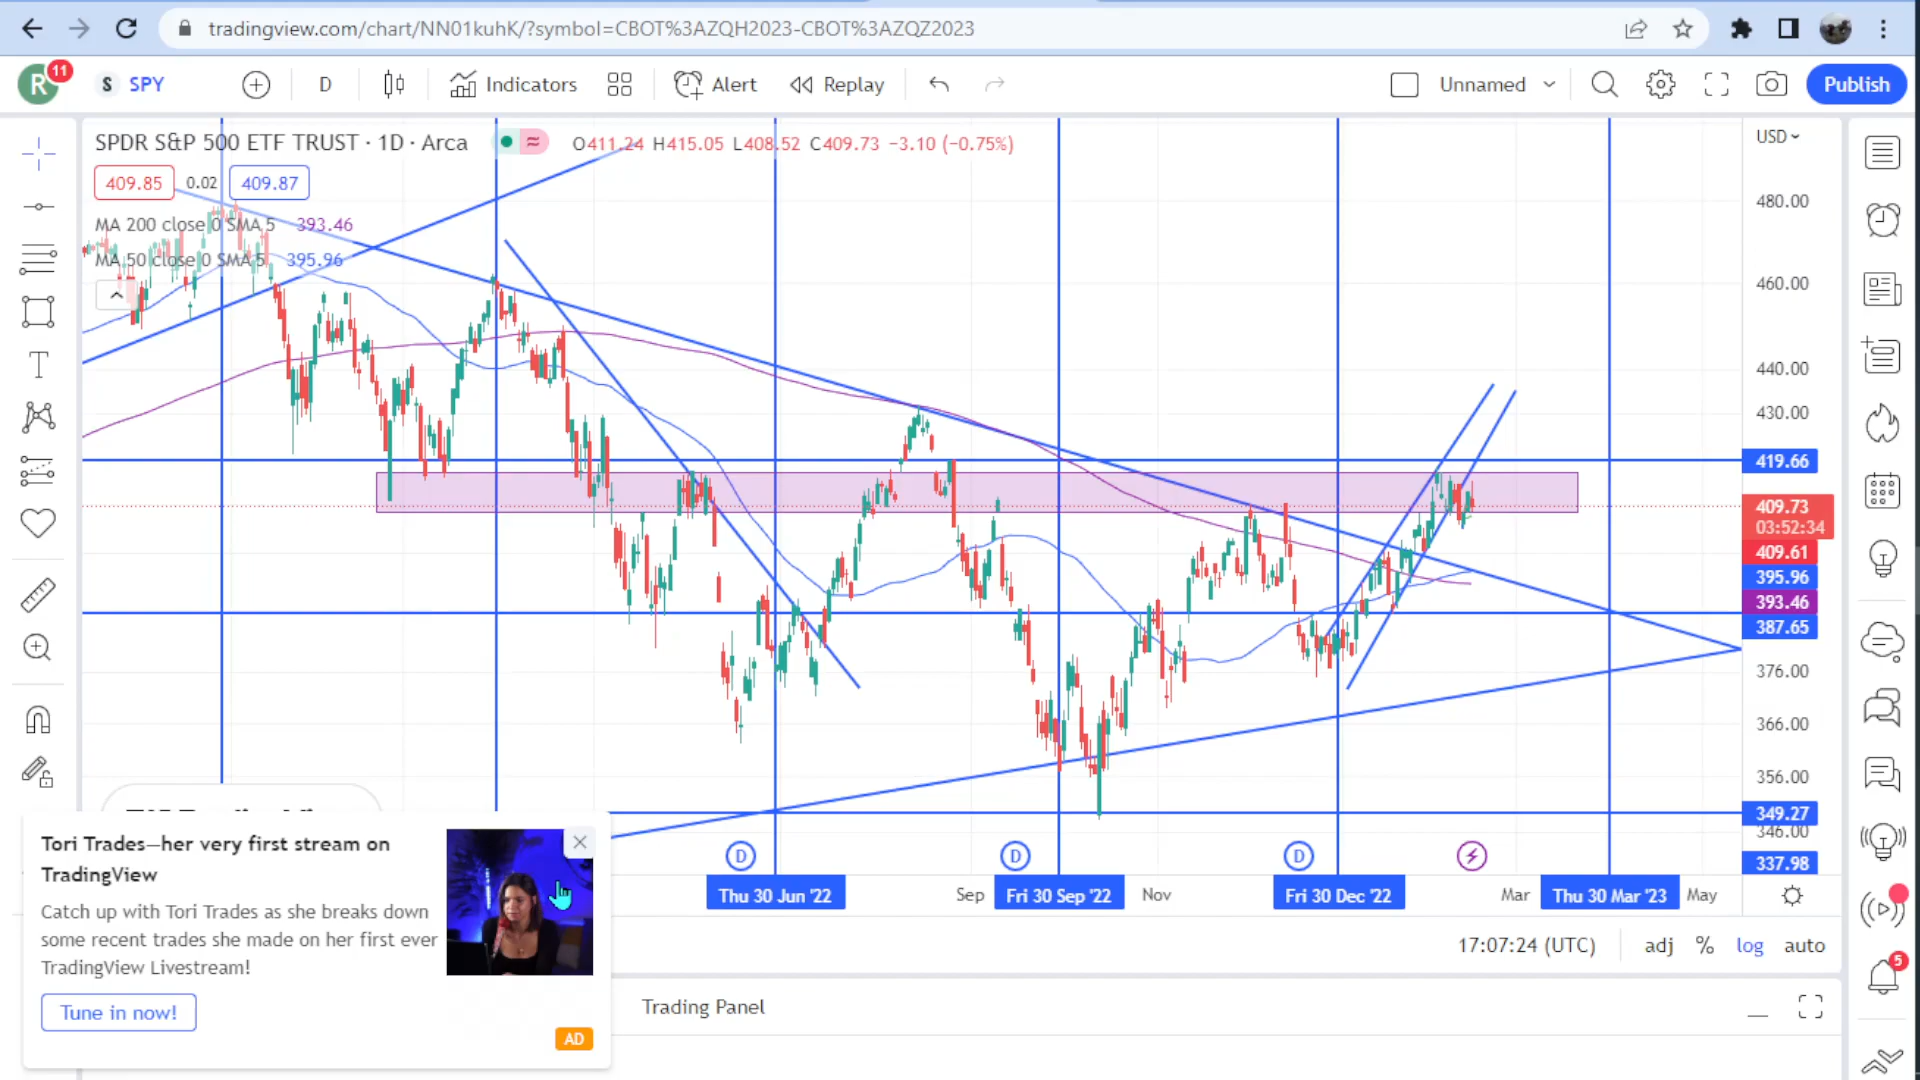 tradingview.com/chart/NN01kuhK/?symbol=CBOT%3AZQH2023-CBOT%3AZQZ2023
R 11 S SPY D Indicators Alert Replay Unnamed Publish
SPDR S&P 500 ETF TRUST · 1D · Arca O411.24 H415.05 L408.52 C409.73 −3.10 (−0.75%)
USD
409.85 0.02 409.87
MA 200 close 0 SMA 5 393.46
MA 50 close 0 SMA 5 395.96
480.00
460.00
440.00
430.00
419.66
409.73
03:52:34
409.61
395.96
393.46
387.65
376.00
366.00
356.00
349.27
346.00
337.98
D D D
Thu 30 Jun '22 Sep Fri 30 Sep '22 Nov Fri 30 Dec '22 Mar Thu 30 Mar '23 May
17:07:24 (UTC) adj % log auto
5
Trading Panel
Tori Trades—her very first stream on
TradingView
Catch up with Tori Trades as she breaks down
some recent trades she made on her first ever
TradingView Livestream!
Tune in now!
AD